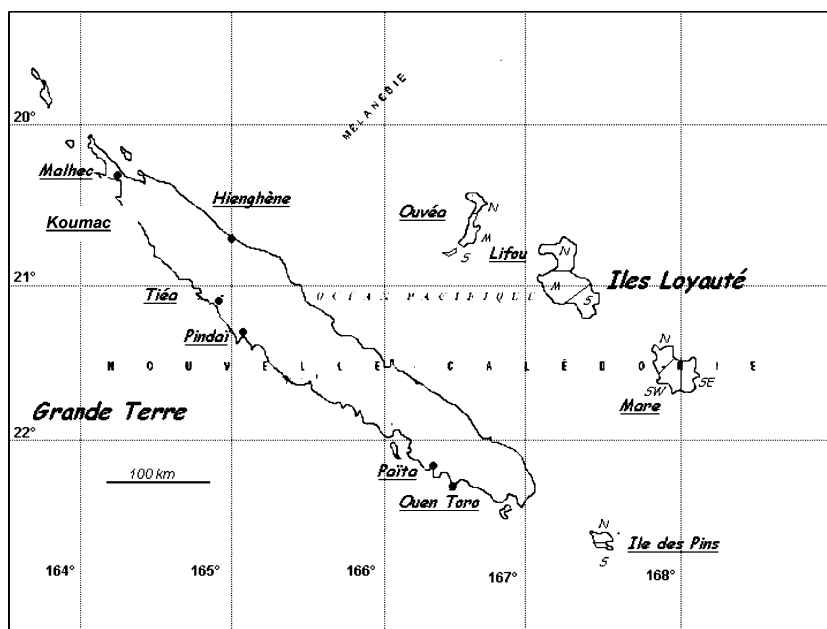 MÉLANÉSIE
20°
Malhec
Hienghène
Koumac
Ouvéa
N
M
S
Lifou
N
M
S
Iles Loyauté
21°
OCÉAN PACIFIQUE
Tiéa
Pindaï
NOUVELLE CALÉDONIE
N
SW
SE
Mare
Grande Terre
22°
100 km
Païta
Ouen Toro
N
S
Ile des Pins
164°
165°
166°
167°
168°